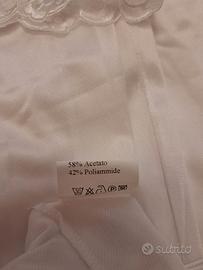 58% Acetato
42% Poliammide
subito